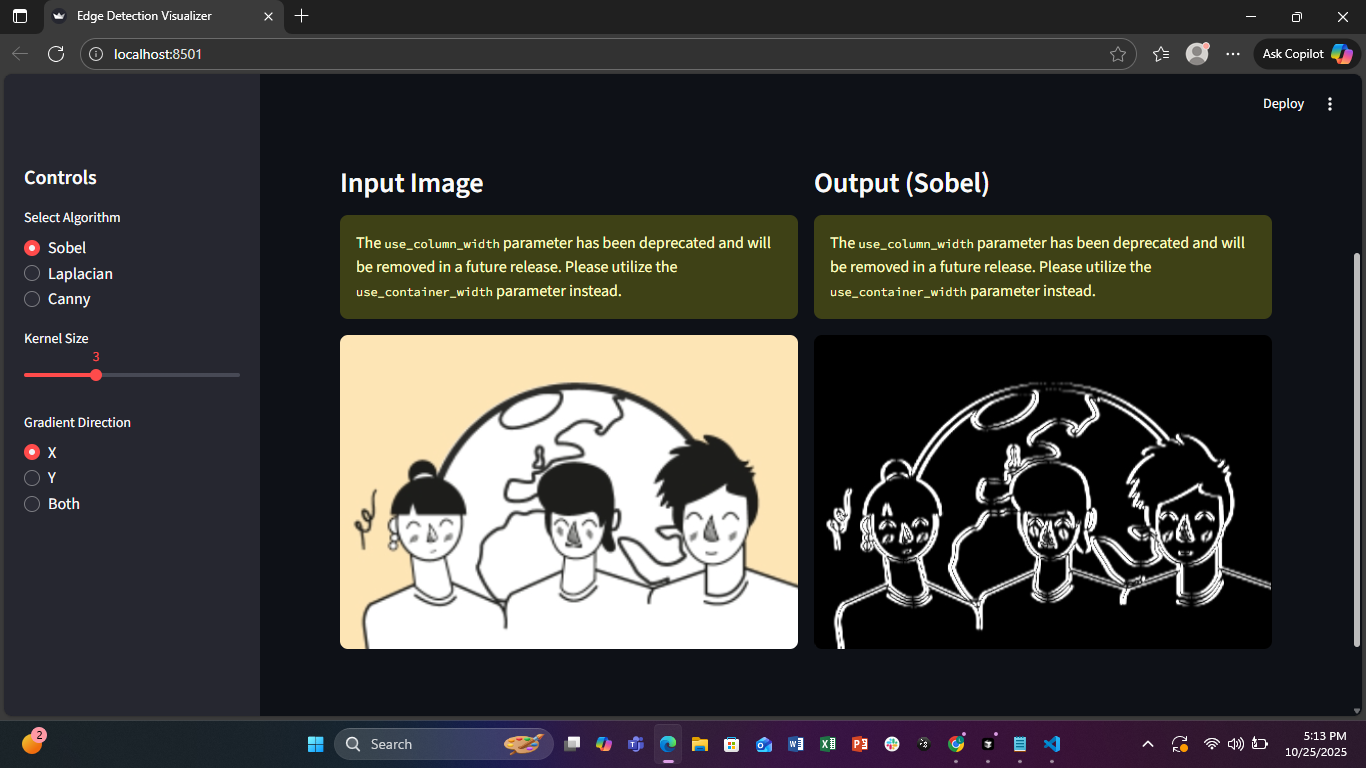 Edge Detection Visualizer
localhost:8501
Ask Copilot
Deploy
Controls
Select Algorithm
Sobel
Laplacian
Canny
Kernel Size
3
Gradient Direction
X
Y
Both
Input Image
The use_column_width parameter has been deprecated and will
be removed in a future release. Please utilize the
use_container_width parameter instead.
Output (Sobel)
The use_column_width parameter has been deprecated and will
be removed in a future release. Please utilize the
use_container_width parameter instead.
2
Search
5:13 PM
10/25/2025